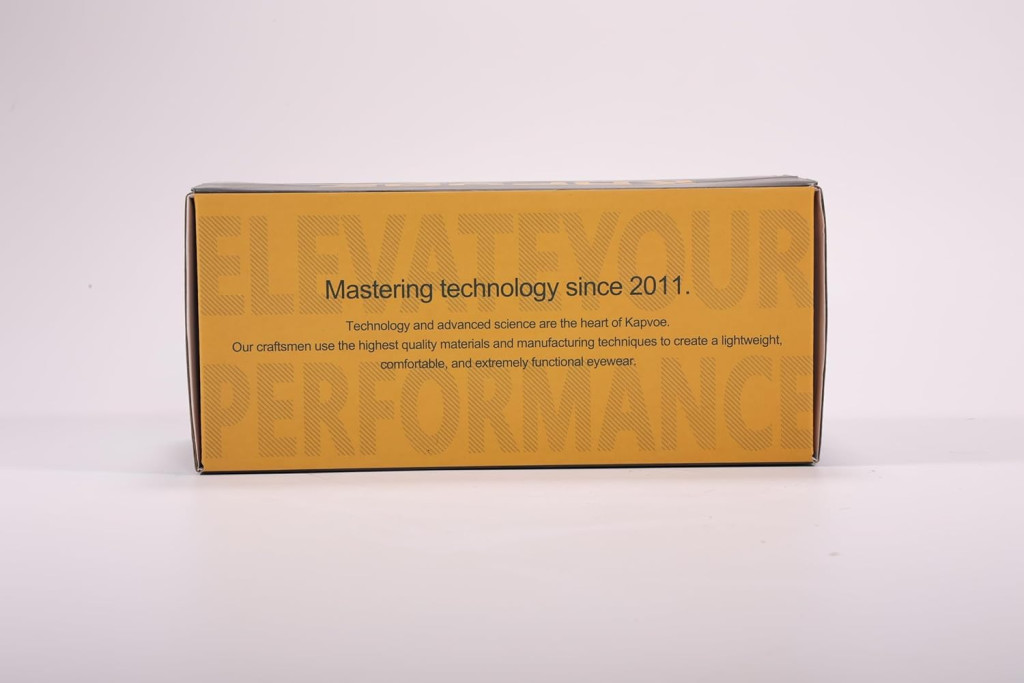 ELEVATEYOUR
Mastering technology since 2011.
Technology and advanced science are the heart of Kapvoe.
Our craftsmen use the highest quality materials and manufacturing techniques to create a lightweight,
comfortable, and extremely functional eyewear.
PERFORMANCE